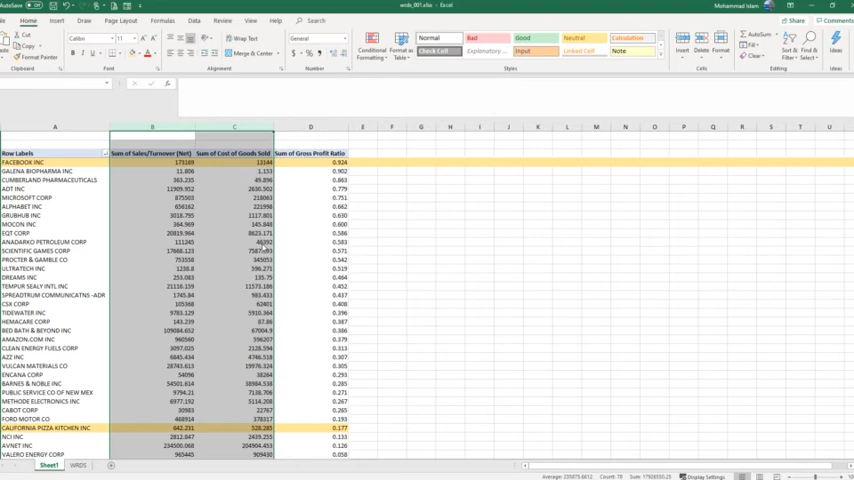 AutoSave Off wrds_001.xlsx - Excel Mohammad Islam
Home Insert Draw Page Layout Formulas Data Review View Help Search Share Comments
Cut
Copy
Format Painter
Clipboard
Calibri 11
Font
Wrap Text
Merge & Center
Alignment
General
Number
Conditional Formatting
Format as Table
Normal Bad Good Neutral Calculation
Check Cell Explanatory ... Input Linked Cell Note
Styles
Insert Delete Format
Cells
AutoSum
Fill
Clear
Sort & Filter
Find & Select
Editing
Ideas
Ideas
A B C D E F G H I J K L M N O P Q R S T U
Row Labels Sum of Sales/Turnover (Net) Sum of Cost of Goods Sold Sum of Gross Profit Ratio
FACEBOOK INC 173169 13144 0.924
GALENA BIOPHARMA INC 11.806 1.153 0.902
CUMBERLAND PHARMACEUTICALS 363.235 49.896 0.863
ADT INC 11909.952 2630.502 0.779
MICROSOFT CORP 875503 218063 0.751
ALPHABET INC 656162 221998 0.662
GRUBHUB INC 3018.795 1117.801 0.630
MOCON INC 364.969 145.848 0.600
EQT CORP 20819.964 8623.171 0.586
ANADARKO PETROLEUM CORP 111245 46392 0.583
SCIENTIFIC GAMES CORP 17668.123 0.571
PROCTER & GAMBLE CO 753558 345053 0.542
ULTRATECH INC 1238.8 596.271 0.519
DREAMS INC 253.083 135.75 0.464
TEMPUR SEALY INTL INC 21116.159 11573.186 0.452
SPREADTRUM COMMUNICATNS -ADR 1745.84 983.433 0.437
CSX CORP 105368 62401 0.408
TIDEWATER INC 9783.129 5910.364 0.396
HEMACARE CORP 143.239 87.86 0.387
BED BATH & BEYOND INC 109084.652 67004.9 0.386
AMAZON.COM INC 960560 596207 0.379
CLEAN ENERGY FUELS CORP 3097.025 2128.594 0.313
AZZ INC 6845.434 4746.518 0.307
VULCAN MATERIALS CO 28743.613 19976.324 0.305
ENCANA CORP 54096 38264 0.293
BARNES & NOBLE INC 54501.614 38984.538 0.285
PUBLIC SERVICE CO OF NEW MEX 9794.21 7138.706 0.271
METHODE ELECTRONICS INC 6977.192 5114.208 0.267
CABOT CORP 30983 22767 0.265
FORD MOTOR CO 468914 378317 0.193
CALIFORNIA PIZZA KITCHEN INC 642.231 528.285 0.177
NCI INC 2812.847 2439.255 0.133
AVNET INC 234500.068 204904.453 0.126
VALERO ENERGY CORP 965445 909430 0.058
Sheet1 WRDS
Average: 235875.6612 Count: 79 Sum: 17926550.25 Display Settings